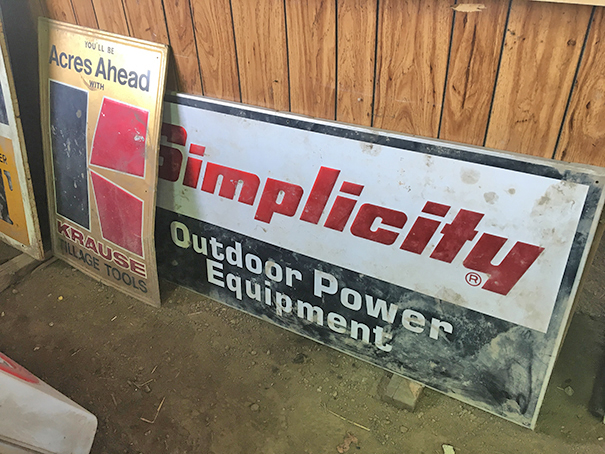 YOU'LL BE
Acres Ahead
WITH
K
KRAUSE
TILLAGE TOOLS
Simplicity®
Outdoor Power
Equipment